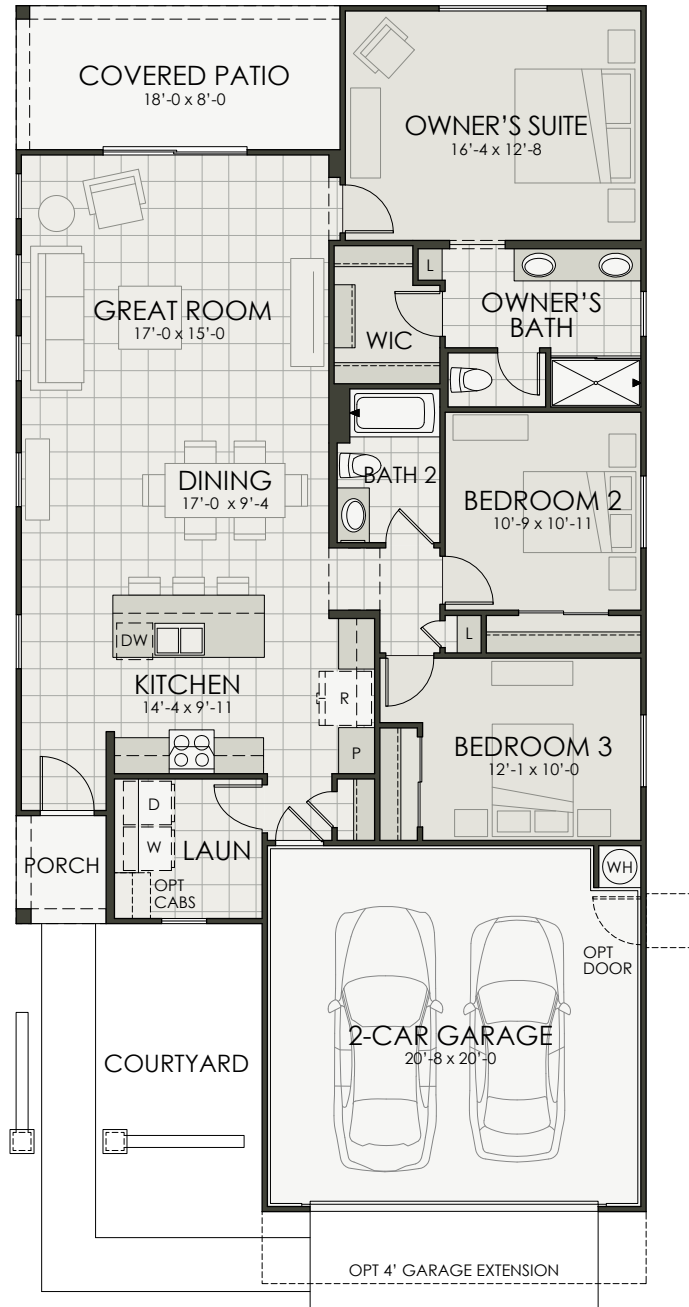 COVERED PATIO
18'-0 x 8'-0
OWNER'S SUITE
16'-4 x 12'-8
GREAT ROOM
17'-0 x 15'-0
L
OWNER'S
BATH
WIC
DINING
17'-0 x 9'-4
BATH 2
BEDROOM 2
10'-9 x 10'-11
DW
L
KITCHEN
14'-4 x 9'-11
R
P
BEDROOM 3
12'-1 x 10'-0
D
W
LAUN
OPT
CABS
PORCH
WH
OPT
DOOR
2-CAR GARAGE
20'-8 x 20'-0
COURTYARD
OPT 4' GARAGE EXTENSION